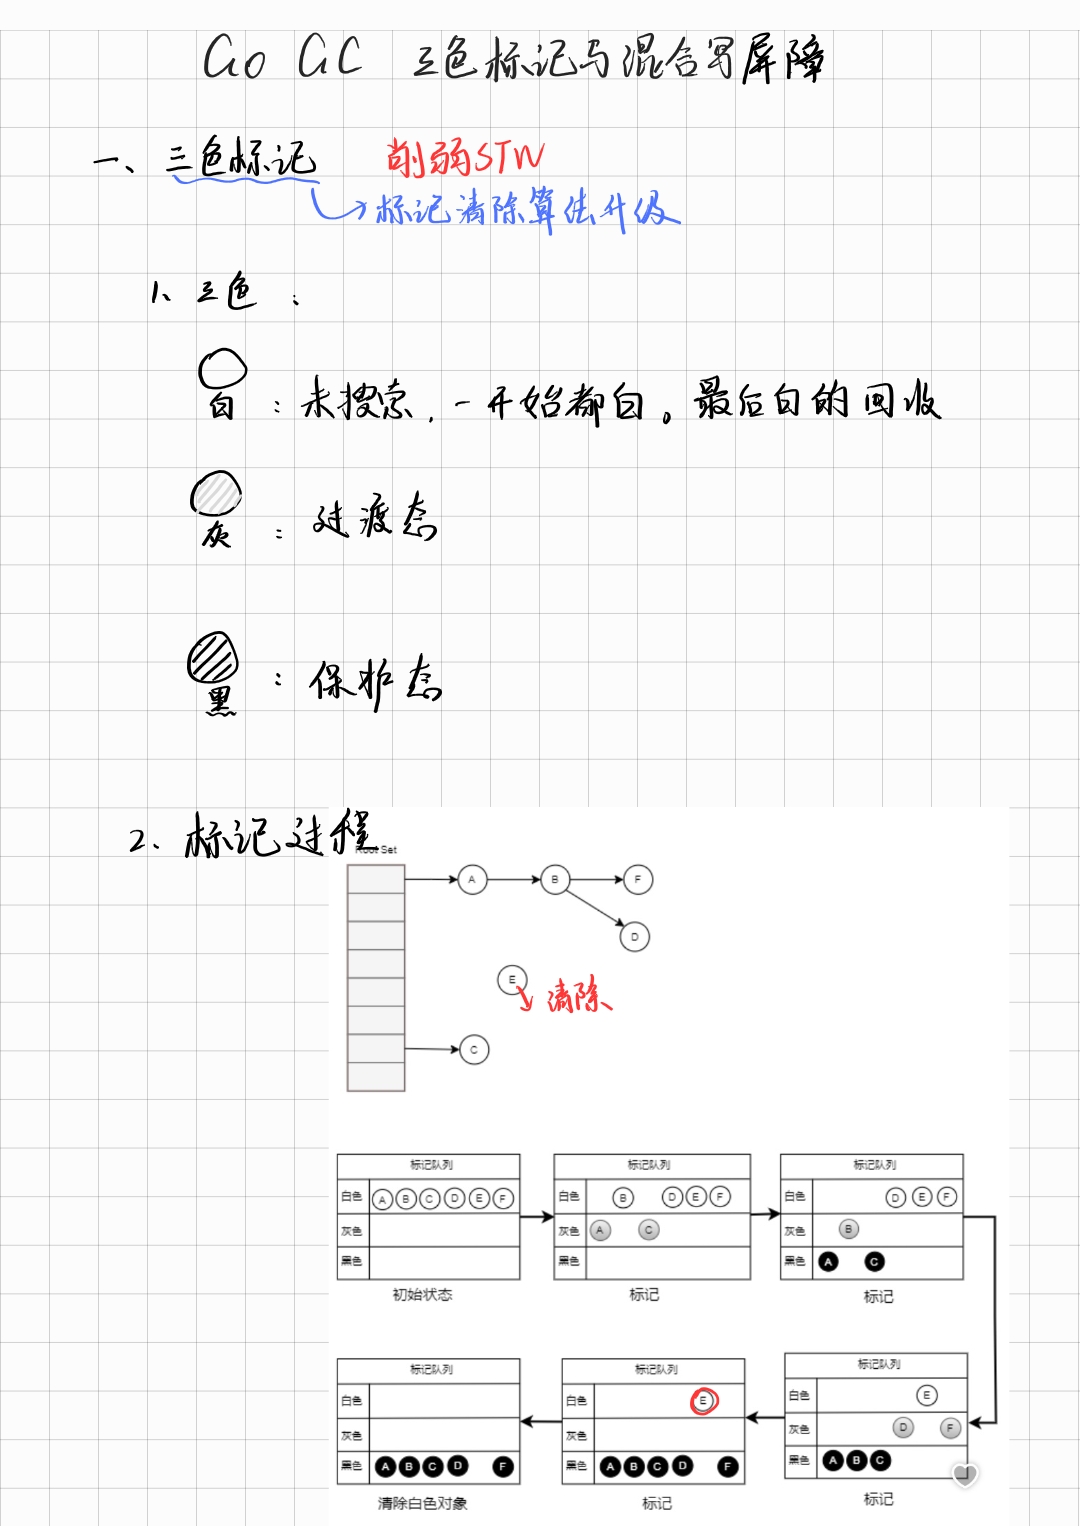 Go GC 三色标记与混合写屏障
一、三色标记 削弱STW
标记清除算法升级
1、三色：
白：未搜索，一开始都白。最后白的回收
灰：过渡态
黑：保护态
2、标记过程
Root Set
A B F
D
E 清除
C
标记队列 标记队列 标记队列
白色 A B C D E F 白色 B D E F 白色 D E F
灰色 灰色 A C 灰色 B
黑色 黑色 黑色 A C
初始状态 标记 标记
标记队列 标记队列 标记队列
白色 白色 E 白色 E
灰色 灰色 灰色 D F
黑色 A B C D F 黑色 A B C D F 黑色 A B C
清除白色对象 标记 标记